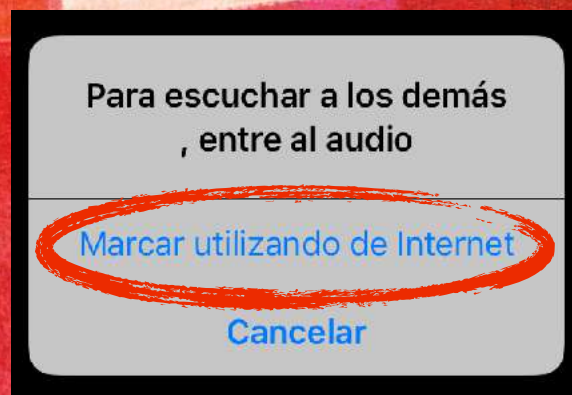 Para escuchar a los demás
, entre al audio
Marcar utilizando de Internet
Cancelar